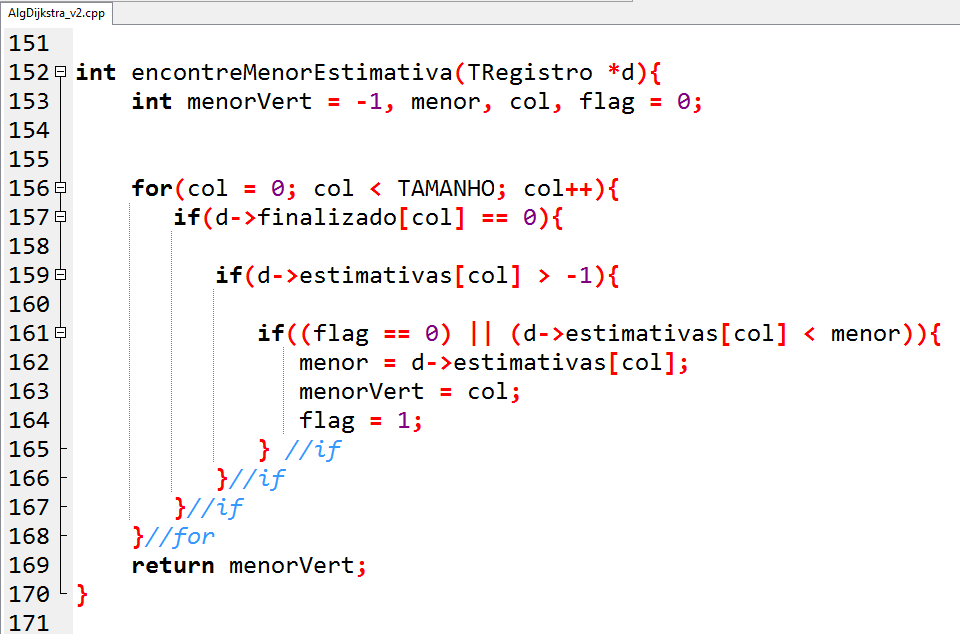 AlgDijkstra_v2.cpp
151
152 int encontreMenorEstimativa(TRegistro *d){
153 int menorVert = -1, menor, col, flag = 0;
154
155
156 for(col = 0; col < TAMANHO; col++){
157 if(d->finalizado[col] == 0){
158
159 if(d->estimativas[col] > -1){
160
161 if((flag == 0) || (d->estimativas[col] < menor)){
162 menor = d->estimativas[col];
163 menorVert = col;
164 flag = 1;
165 } //if
166 }//if
167 }//if
168 }//for
169 return menorVert;
170 }
171